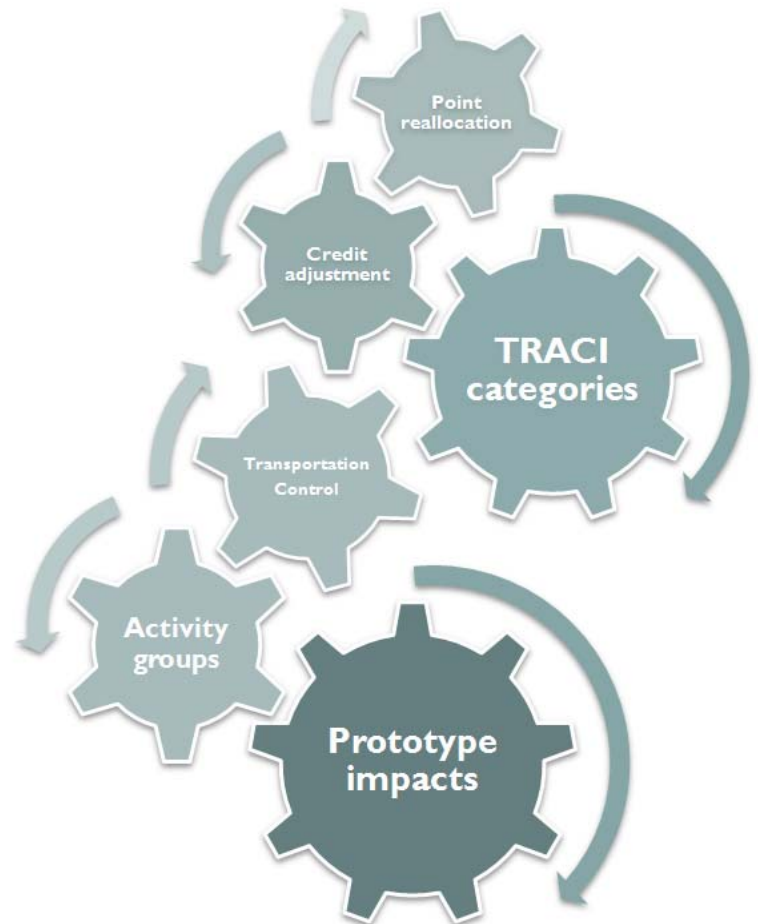 Point
reallocation
Credit
adjustment
TRACI
categories
Transportation
Control
Activity
groups
Prototype
impacts